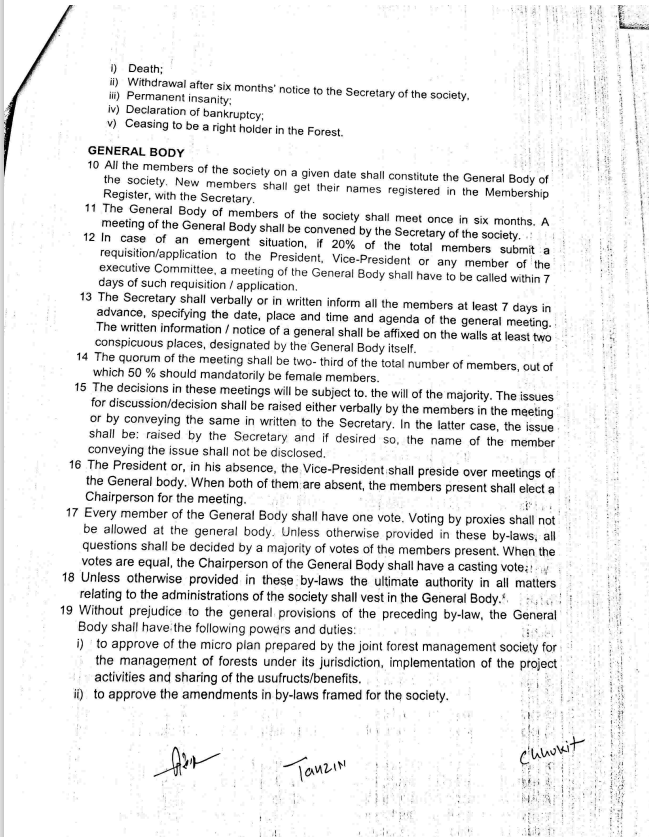 i) Death;
ii) Withdrawal after six months' notice to the Secretary of the society,
iii) Permanent insanity;
iv) Declaration of bankruptcy;
v) Ceasing to be a right holder in the Forest.
GENERAL BODY
10 All the members of the society on a given date shall constitute the General Body of
the society. New members shall get their names registered in the Membership
Register, with the Secretary.
11 The General Body of members of the society shall meet once in six months. A
meeting of the General Body shall be convened by the Secretary of the society.
12 In case of an emergent situation, if 20% of the total members submit a
requisition/application to the President, Vice-President or any member of the
executive Committee, a meeting of the General Body shall have to be called within 7
days of such requisition / application.
13 The Secretary shall verbally or in written inform all the members at least 7 days in
advance, specifying the date, place and time and agenda of the general meeting.
The written information / notice of a general shall be affixed on the walls at least two
conspicuous places, designated by the General Body itself.
14 The quorum of the meeting shall be two- third of the total number of members, out of
which 50 % should mandatorily be female members.
15 The decisions in these meetings will be subject to. the will of the majority. The issues
for discussion/decision shall be raised either verbally by the members in the meeting
or by conveying the same in written to the Secretary. In the latter case, the issue
shall be: raised by the Secretary and if desired so, the name of the member
conveying the issue shall not be disclosed.
16 The President or, in his absence, the Vice-President shall preside over meetings of
the General body. When both of them are absent, the members present shall elect a
Chairperson for the meeting.
17 Every member of the General Body shall have one vote. Voting by proxies shall not
be allowed at the general body. Unless otherwise provided in these by-laws, all
questions shall be decided by a majority of votes of the members present. When the
votes are equal, the Chairperson of the General Body shall have a casting vote.
18 Unless otherwise provided in these by-laws the ultimate authority in all matters
relating to the administrations of the society shall vest in the General Body.
19 Without prejudice to the general provisions of the preceding by-law, the General
Body shall have the following powers and duties:
i) to approve of the micro plan prepared by the joint forest management society for
the management of forests under its jurisdiction, implementation of the project
activities and sharing of the usufructs/benefits.
ii) to approve the amendments in by-laws framed for the society.
Tanzin
Chhukit